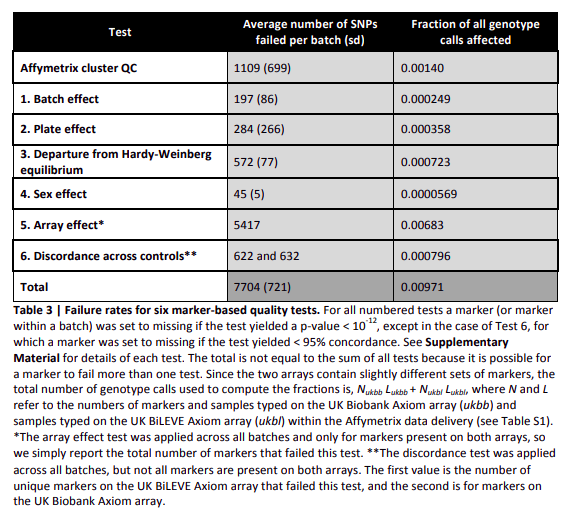 Test Average number of SNPs failed per batch (sd) Fraction of all genotype calls affected
Affymetrix cluster QC 1109 (699) 0.00140
1. Batch effect 197 (86) 0.000249
2. Plate effect 284 (266) 0.000358
3. Departure from Hardy-Weinberg equilibrium 572 (77) 0.000723
4. Sex effect 45 (5) 0.0000569
5. Array effect* 5417 0.00683
6. Discordance across controls** 622 and 632 0.000796
Total 7704 (721) 0.00971
Table 3 | Failure rates for six marker-based quality tests. For all numbered tests a marker (or marker
within a batch) was set to missing if the test yielded a p-value < 10-12, except in the case of Test 6, for
which a marker was set to missing if the test yielded < 95% concordance. See Supplementary
Material for details of each test. The total is not equal to the sum of all tests because it is possible for
a marker to fail more than one test. Since the two arrays contain slightly different sets of markers, the
total number of genotype calls used to compute the fractions is, Nukbb Lukbb + Nukbl Lukbl, where N and L
refer to the numbers of markers and samples typed on the UK Biobank Axiom array (ukbb) and
samples typed on the UK BiLEVE Axiom array (ukbl) within the Affymetrix data delivery (see Table S1).
*The array effect test was applied across all batches and only for markers present on both arrays, so
we simply report the total number of markers that failed this test. **The discordance test was applied
across all batches, but not all markers are present on both arrays. The first value is the number of
unique markers on the UK BiLEVE Axiom array that failed this test, and the second is for markers on
the UK Biobank Axiom array.